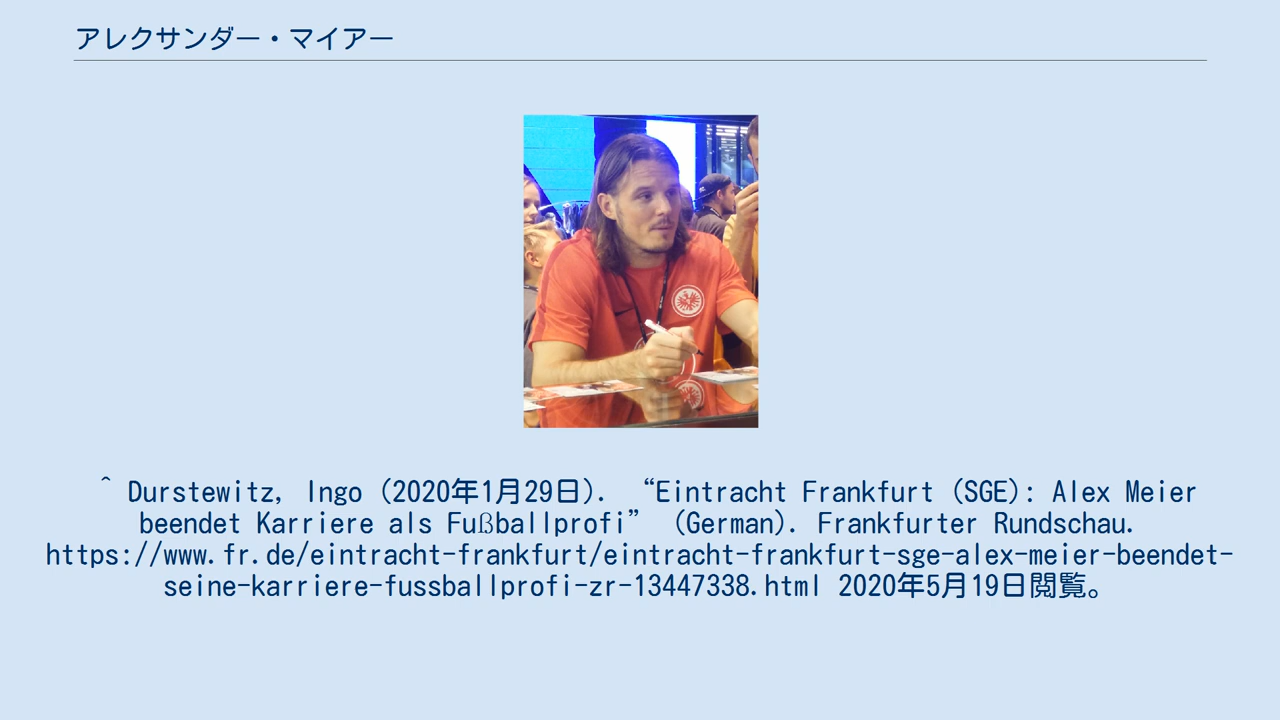 アレクサンダー・マイアー
^ Durstewitz, Ingo (2020年1月29日). “Eintracht Frankfurt (SGE): Alex Meier
beendet Karriere als Fußballprofi” (German). Frankfurter Rundschau.
https://www.fr.de/eintracht-frankfurt/eintracht-frankfurt-sge-alex-meier-beendet-
seine-karriere-fussballprofi-zr-13447338.html 2020年5月19日閲覧。